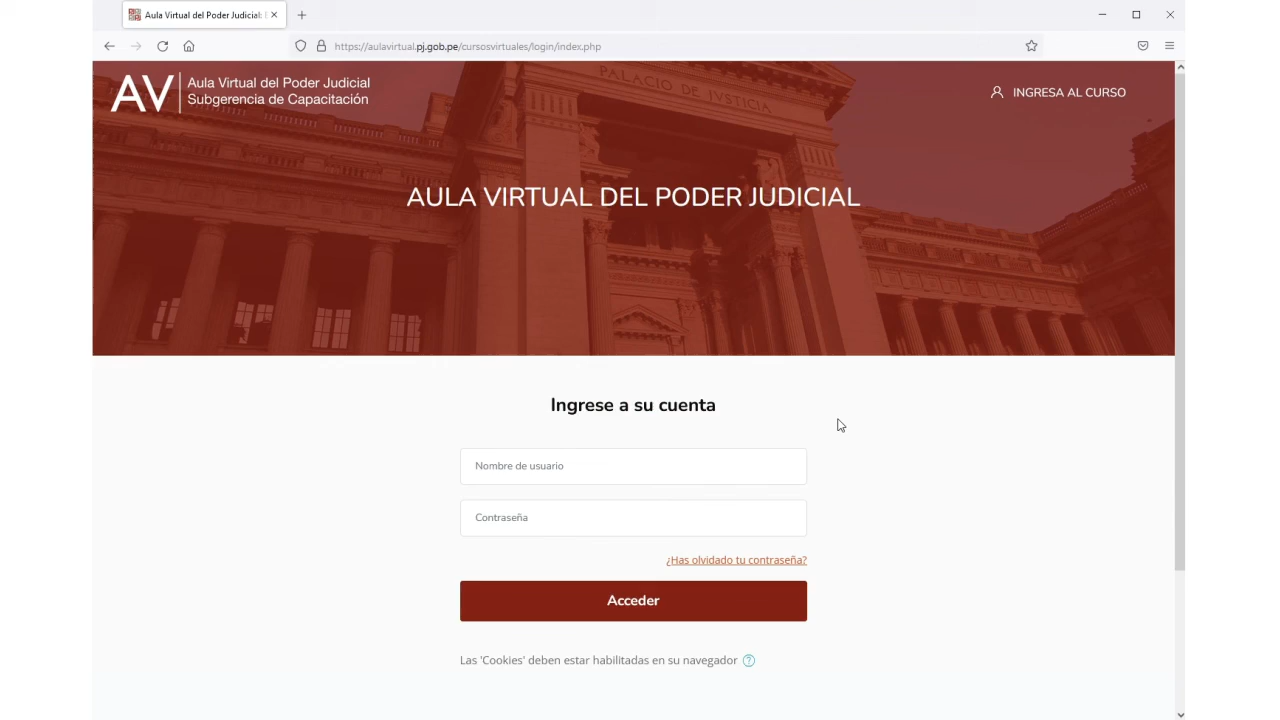 Aula Virtual del Poder Judicial:
https://aulavirtual.pj.gob.pe/cursosvirtuales/login/index.php
AV
Aula Virtual del Poder Judicial
Subgerencia de Capacitación
INGRESA AL CURSO
PALACIO DE JVSTICIA
AULA VIRTUAL DEL PODER JUDICIAL
Ingrese a su cuenta
Nombre de usuario
Contraseña
¿Has olvidado tu contraseña?
Acceder
Las 'Cookies' deben estar habilitadas en su navegador ?